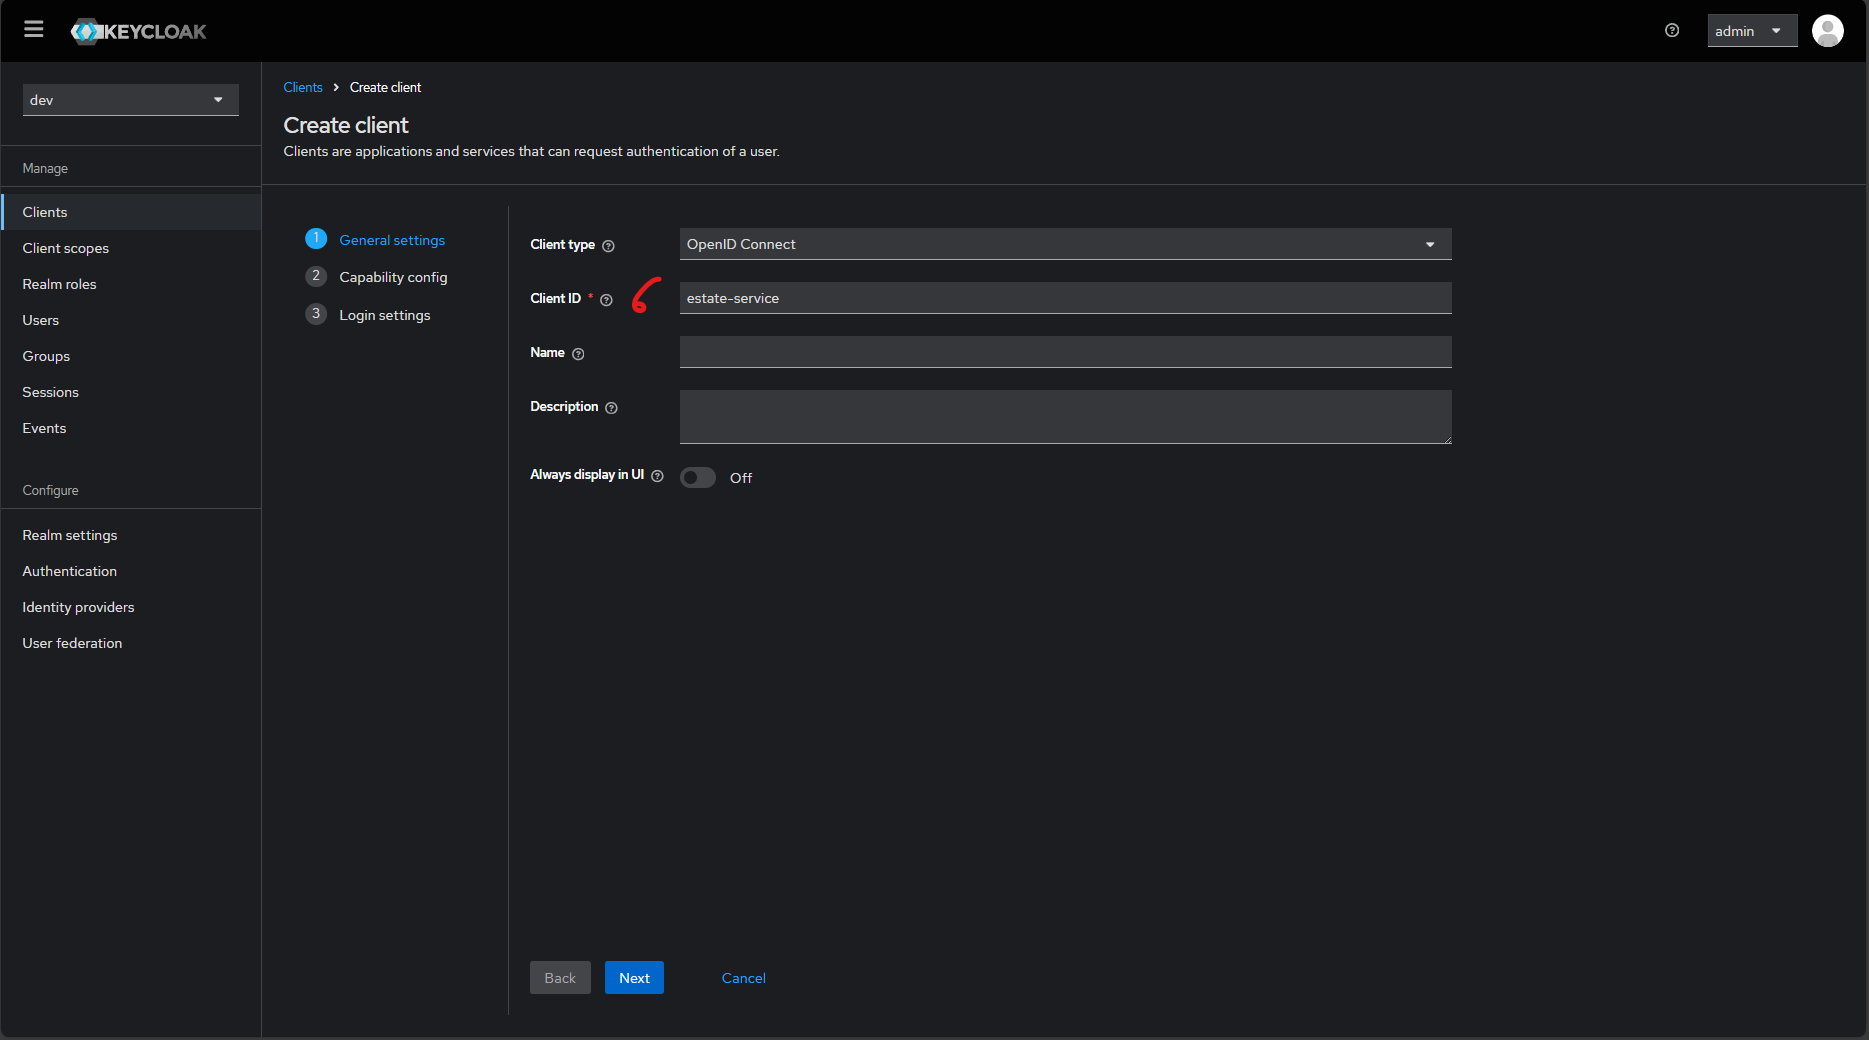 KEYCLOAK
admin
dev
Manage
Clients
Client scopes
Realm roles
Users
Groups
Sessions
Events
Configure
Realm settings
Authentication
Identity providers
User federation
Clients > Create client
Create client
Clients are applications and services that can request authentication of a user.
1 General settings
2 Capability config
3 Login settings
Client type OpenID Connect
Client ID * estate-service
Name
Description
Always display in UI Off
Back Next Cancel